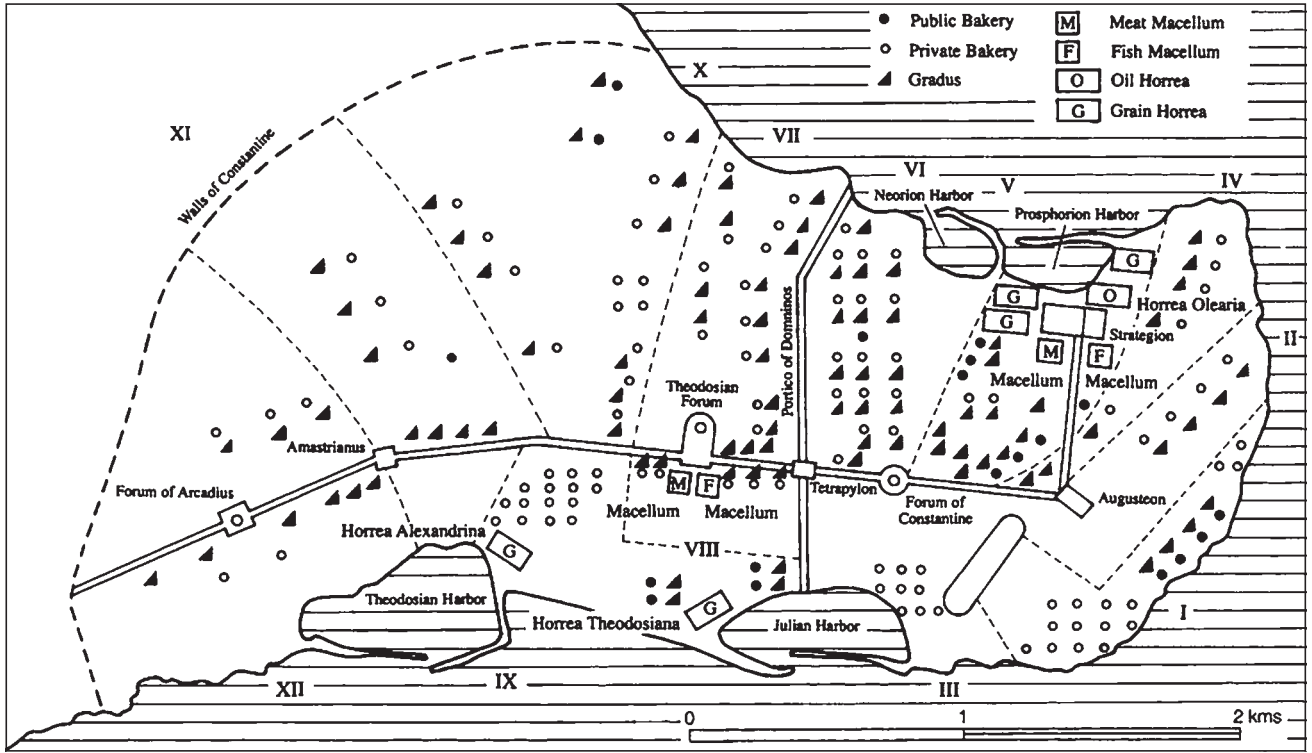 Public Bakery
Private Bakery
Gradus
M Meat Macellum
F Fish Macellum
O Oil Horrea
G Grain Horrea
X
XI
VII
VI
V
IV
Walls of Constantine
Neorion Harbor
Prosphorion Harbor
G
G
O
Horrea Olearia
G
Strategion
II
M
F
Macellum
Macellum
Portico of Domninos
Theodosian
Forum
Amastrianus
Forum of Arcadius
Tetrapylon
Forum of
Constantine
Augusteon
M
F
Macellum
Macellum
Horrea Alexandrina
G
VIII
Theodosian Harbor
Horrea Theodosiana
G
Julian Harbor
I
XII
IX
III
0
1
2 kms